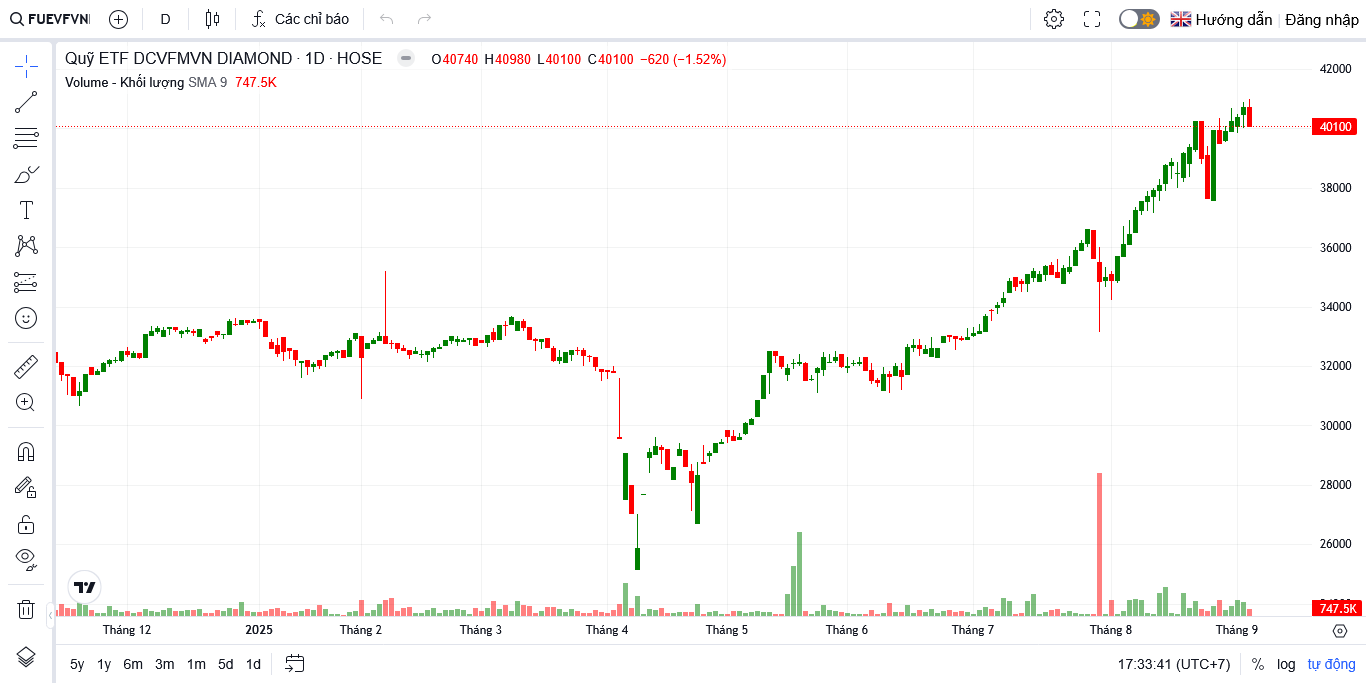 FUEVFVN D Các chỉ báo Hướng dẫn Đăng nhập
Quỹ ETF DCVFMVN DIAMOND · 1D · HOSE O40740 H40980 L40100 C40100 −620 (−1.52%)
Volume - Khối lượng SMA 9 747.5K
42000
40100
38000
36000
34000
32000
30000
28000
26000
747.5K
Tháng 12 2025 Tháng 2 Tháng 3 Tháng 4 Tháng 5 Tháng 6 Tháng 7 Tháng 8 Tháng 9
5y 1y 6m 3m 1m 5d 1d 17:33:41 (UTC+7) % log tự động